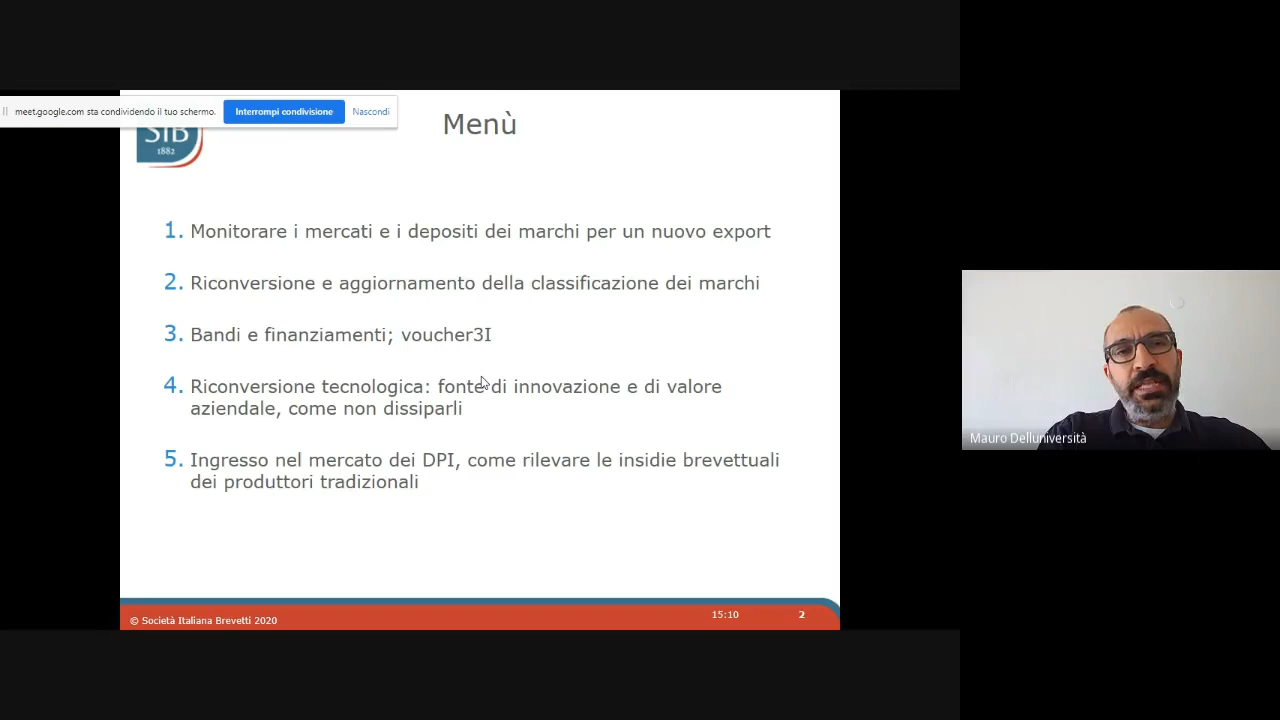 meet.google.com sta condividendo il tuo schermo.
Interrompi condivisione
Nascondi
SIB
1882
Menù
1. Monitorare i mercati e i depositi dei marchi per un nuovo export
2. Riconversione e aggiornamento della classificazione dei marchi
3. Bandi e finanziamenti; voucher3I
4. Riconversione tecnologica: fonte di innovazione e di valore
aziendale, come non dissiparli
5. Ingresso nel mercato dei DPI, come rilevare le insidie brevettuali
dei produttori tradizionali
© Società Italiana Brevetti 2020
15:10
2
Mauro Delluniversità